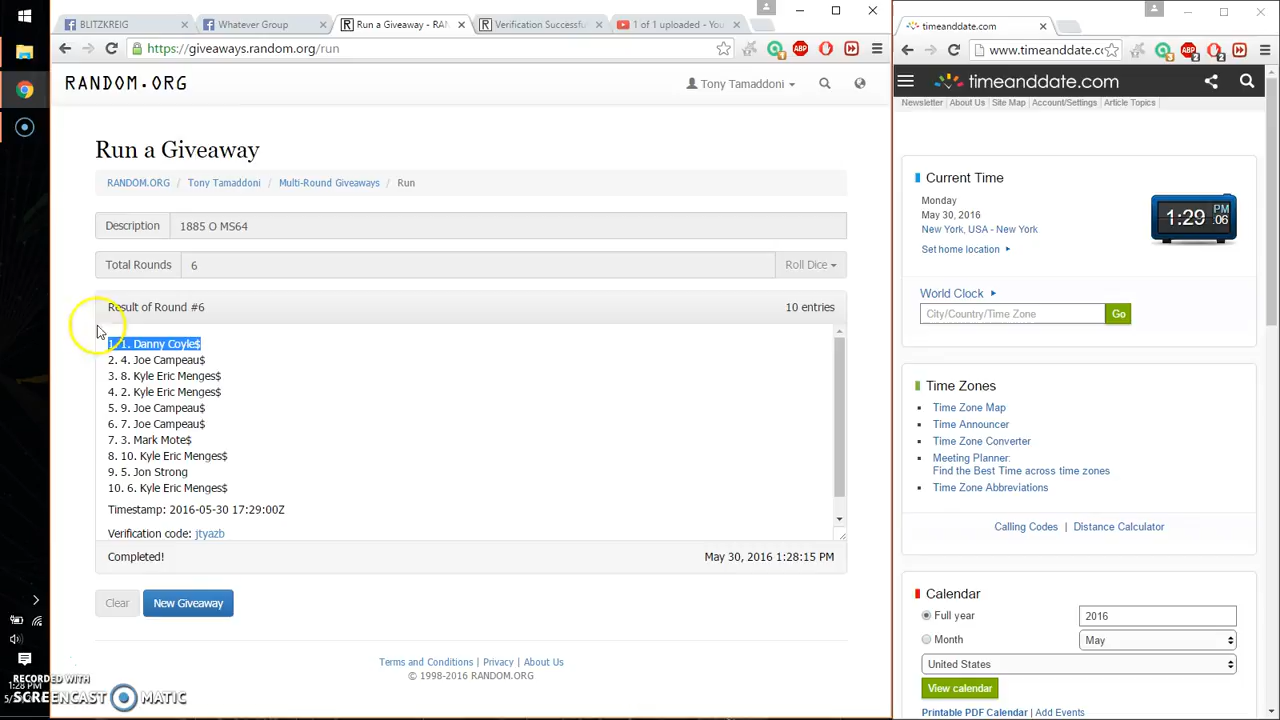 BLITZKREIG
Whatever Group
Run a Giveaway - RAN
Verification Successfu
1 of 1 uploaded - You
https://giveaways.random.org/run
RANDOM.ORG
Tony Tamaddoni
Run a Giveaway
RANDOM.ORG / Tony Tamaddoni / Multi-Round Giveaways / Run
Description 1885 O MS64
Total Rounds 6 Roll Dice
Result of Round #6 10 entries
1. 1. Danny Coyle$
2. 4. Joe Campeau$
3. 8. Kyle Eric Menges$
4. 2. Kyle Eric Menges$
5. 9. Joe Campeau$
6. 7. Joe Campeau$
7. 3. Mark Mote$
8. 10. Kyle Eric Menges$
9. 5. Jon Strong
10. 6. Kyle Eric Menges$
Timestamp: 2016-05-30 17:29:00Z
Verification code: jtyazb
Completed! May 30, 2016 1:28:15 PM
Clear New Giveaway
Terms and Conditions | Privacy | About Us
© 1998-2016 RANDOM.ORG
timeanddate.com
www.timeanddate.cc
timeanddate.com
Newsletter About Us Site Map Account/Settings Article Topics
Current Time
Monday
May 30, 2016
New York, USA - New York
Set home location
1:29 PM .06
World Clock
City/Country/Time Zone Go
Time Zones
Time Zone Map
Time Announcer
Time Zone Converter
Meeting Planner:
Find the Best Time across time zones
Time Zone Abbreviations
Calling Codes | Distance Calculator
Calendar
Full year 2016
Month May
United States
View calendar
Printable PDF Calendar | Add Events
RECORDED WITH
SCREENCAST MATIC
1:28 PM